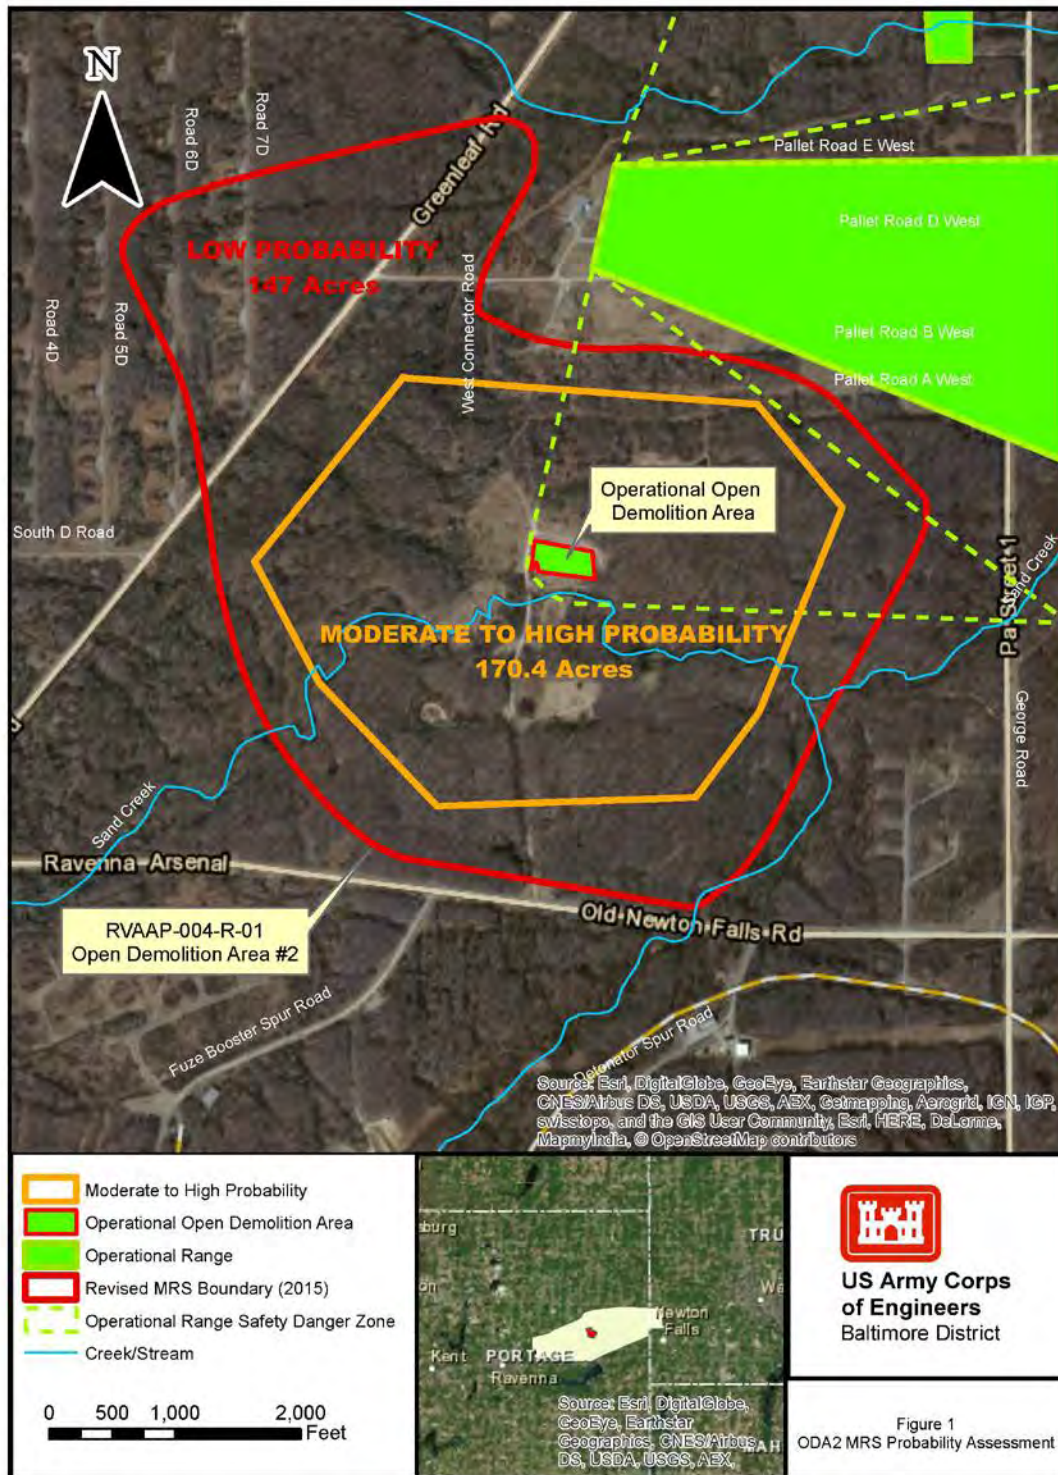 N
Road 6D
Road 7D
Greenleaf Rd
Pallet Road E West
Pallet Road D West
LOW PROBABILITY
147 Acres
West Connector Road
Road 4D
Road 5D
Pallet Road B West
Pallet Road A West
Operational Open
Demolition Area
South D Road
Sand Creek
MODERATE TO HIGH PROBABILITY
170.4 Acres
George Road
Sand Creek
Ravenna Arsenal
RVAAP-004-R-01
Open Demolition Area #2
Old Newton Falls Rd
Fuze Booster Spur Road
Detonator Spur Road
Source: Esri, DigitalGlobe, GeoEye, Earthstar Geographics,
CNES/Airbus DS, USDA, USGS, AEX, Getmapping, Aerogrid, IGN, IGP,
swisstopo, and the GIS User Community, Esri, HERE, DeLorme,
MapmyIndia, © OpenStreetMap contributors
Moderate to High Probability
Operational Open Demolition Area
Operational Range
Revised MRS Boundary (2015)
Operational Range Safety Danger Zone
Creek/Stream
0 500 1,000 2,000
Feet
sburg
TRU
on
Wa
Newton
Falls
Kent
PORTAGE
Ravenna
MAH
Source: Esri, DigitalGlobe,
GeoEye, Earthstar
Geographics, CNES/Airbus
DS, USDA, USGS, AEX,
US Army Corps
of Engineers
Baltimore District
Figure 1
ODA2 MRS Probability Assessment